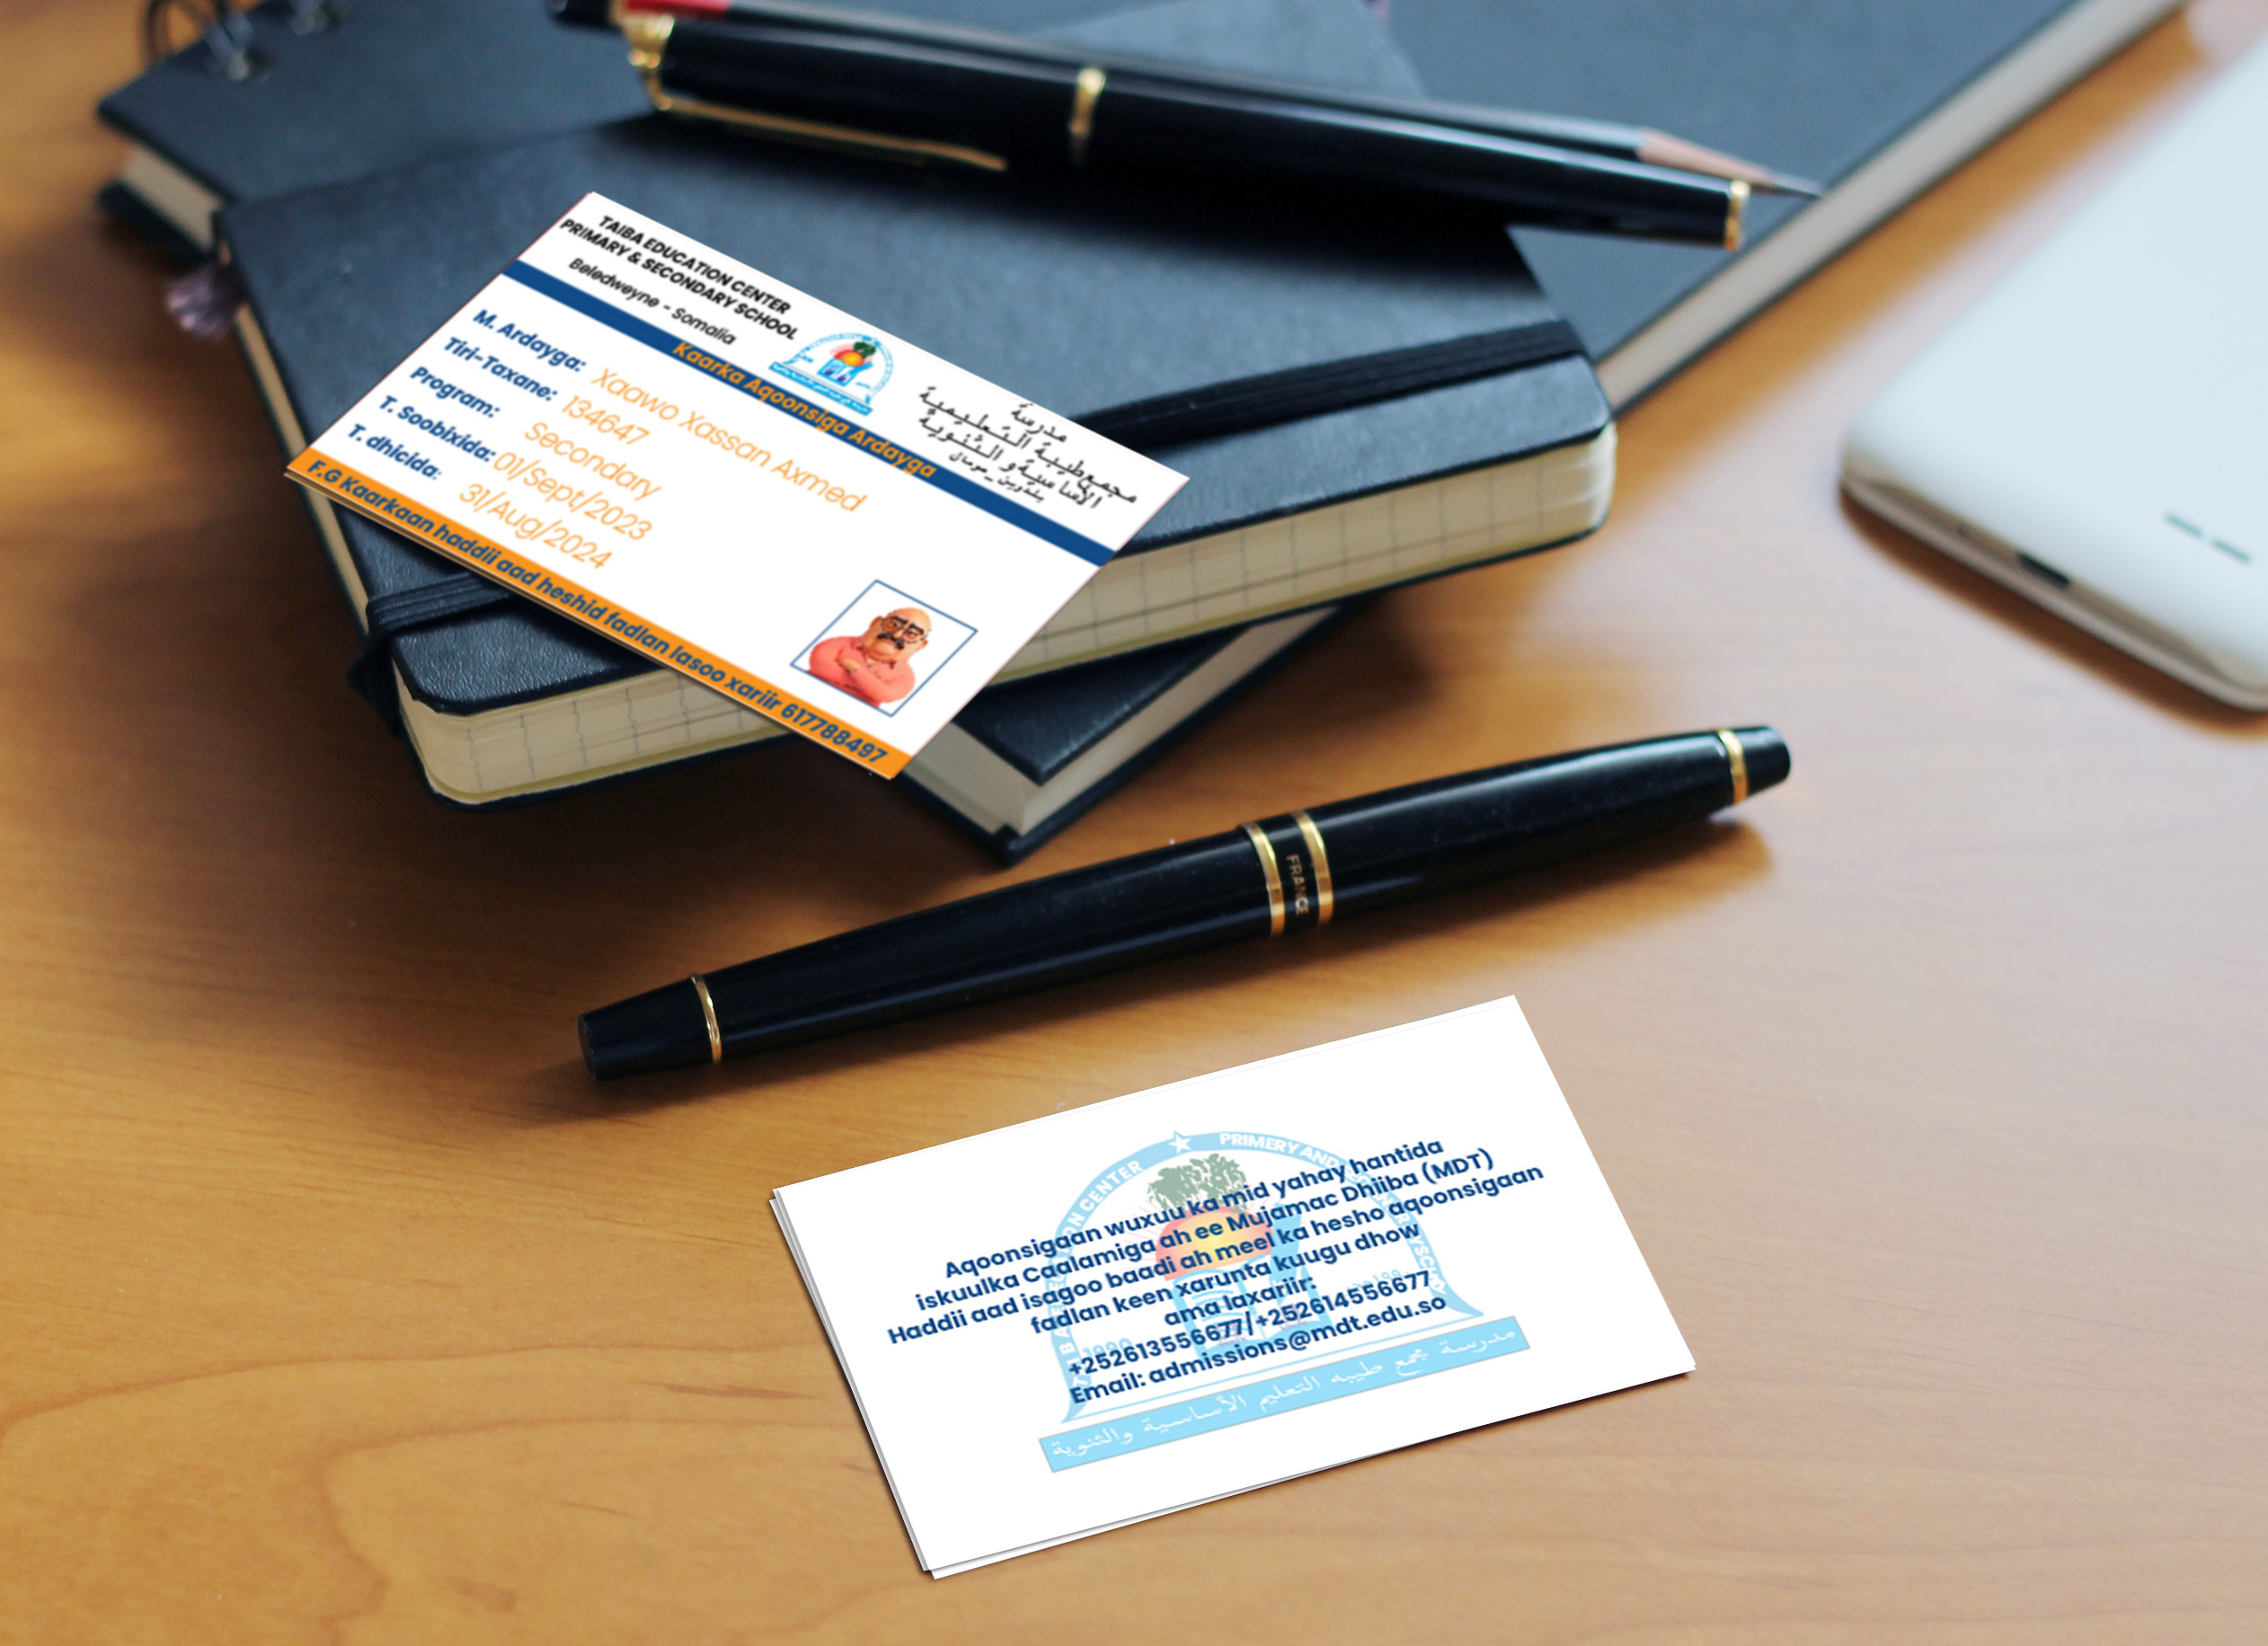 TAIBA EDUCATION CENTER
PRIMARY & SECONDARY SCHOOL
Beledweyne - Somalia
مدرسة
مجمع طيبة التعليمية
الأساسية و الثنوية
بلدوين _ صومال
Kaarka Aqoonsiga Ardayga
M. Ardayga: Xaawo Xassan Axmed
Tiri-Taxane: 134647
Program: Secondary
T. Soobixida: 01/Sept/2023
T. dhicida: 31/Aug/2024
F.G Kaarkaan haddii aad heshid fadlan lasoo xariir 617788497
FRANCE
PRIMERY AND
ON CENTER
Aqoonsigaan wuxuu ka mid yahay hantida
iskuulka Caalamiga ah ee Mujamac Dhiiba (MDT)
Haddii aad isagoo baadi ah meel ka hesho aqoonsigaan
fadlan keen xarunta kuugu dhow
ama laxariir:
+252613556677/+252614556677
Email: admissions@mdt.edu.so
مدرسة مجمع طيبه التعليم الأساسية والثنوية